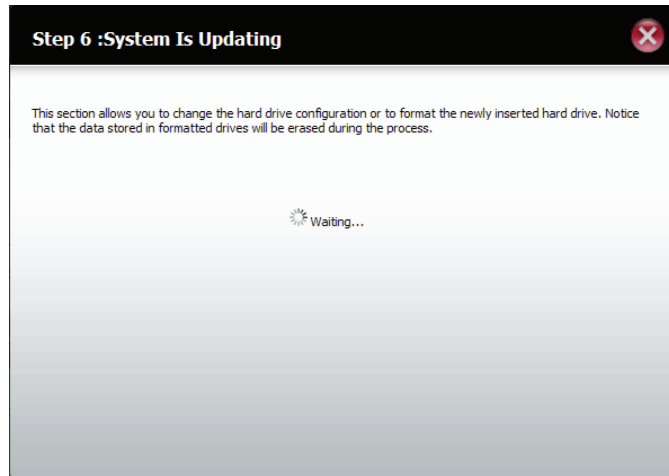 Step 6 :System Is Updating
This section allows you to change the hard drive configuration or to format the newly inserted hard drive. Notice
that the data stored in formatted drives will be erased during the process.
Waiting...